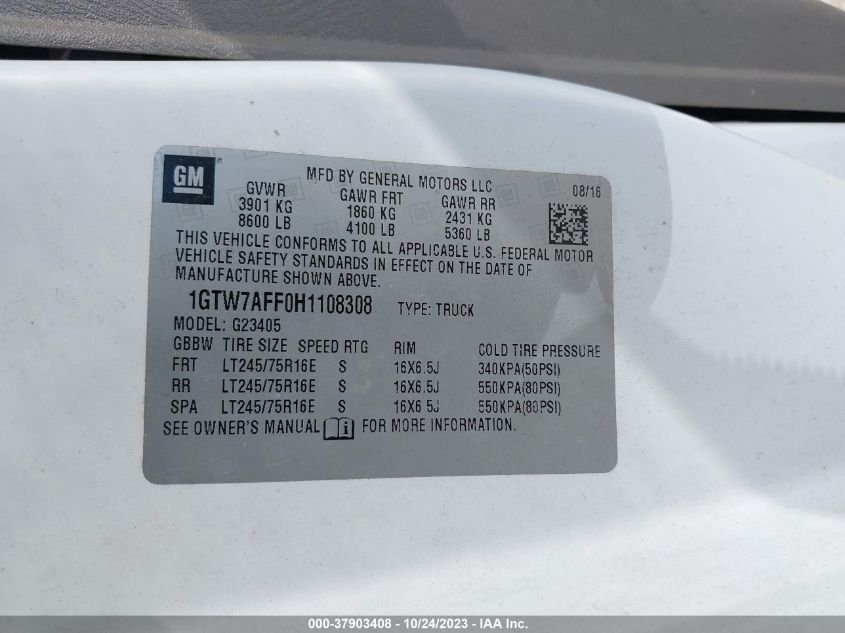 GM
MFD BY GENERAL MOTORS LLC
08/16
GVWR GAWR FRT GAWR RR
3901 KG 1860 KG 2431 KG
8600 LB 4100 LB 5360 LB
THIS VEHICLE CONFORMS TO ALL APPLICABLE U.S. FEDERAL MOTOR
VEHICLE SAFETY STANDARDS IN EFFECT ON THE DATE OF
MANUFACTURE SHOWN ABOVE.
1GTW7AFF0H1108308 TYPE: TRUCK
MODEL: G23405
GBBW TIRE SIZE SPEED RTG RIM COLD TIRE PRESSURE
FRT LT245/75R16E S 16X6.5J 340KPA(50PSI)
RR LT245/75R16E S 16X6.5J 550KPA(80PSI)
SPA LT245/75R16E S 16X6.5J 550KPA(80PSI)
SEE OWNER'S MANUAL i FOR MORE INFORMATION.
000-37903408 - 10/24/2023 - IAA Inc.